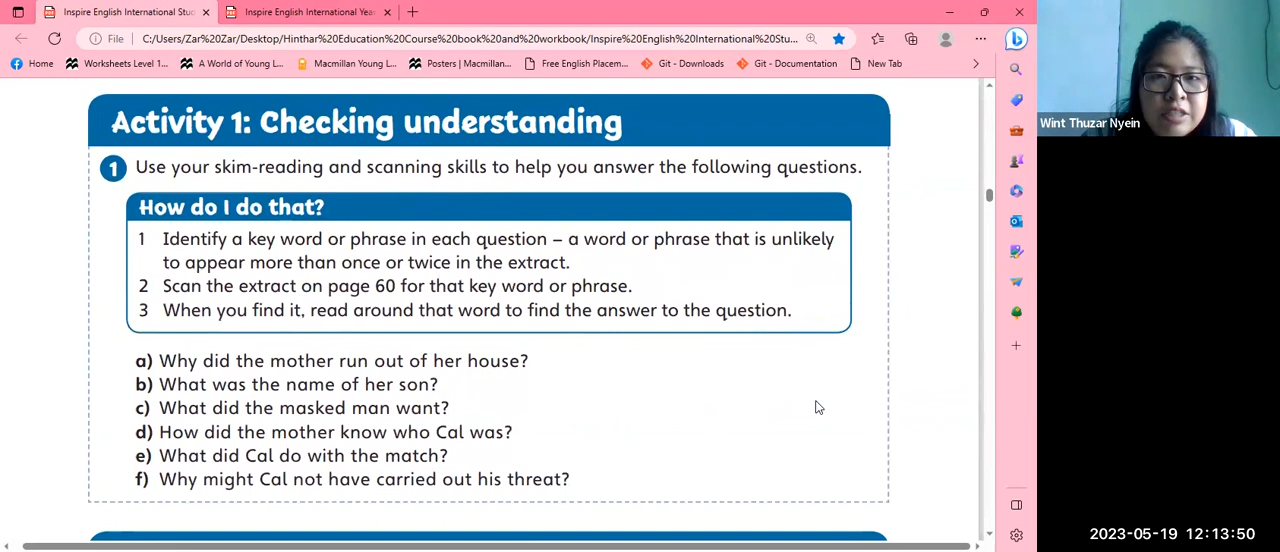 Inspire English International Stud
Inspire English International Yea
File
C:/Users/Zar%20Zar/Desktop/Hinthar%20Education%20Course%20book%20and%20workbook/Inspire%20English%20International%20Stu...
Home
Worksheets Level 1...
A World of Young L...
Macmillan Young L...
Posters | Macmillan...
Free English Placem...
Git - Downloads
Git - Documentation
New Tab
Wint Thuzar Nyein
Activity 1: Checking understanding
1 Use your skim-reading and scanning skills to help you answer the following questions.
How do I do that?
1 Identify a key word or phrase in each question – a word or phrase that is unlikely
to appear more than once or twice in the extract.
2 Scan the extract on page 60 for that key word or phrase.
3 When you find it, read around that word to find the answer to the question.
a) Why did the mother run out of her house?
b) What was the name of her son?
c) What did the masked man want?
d) How did the mother know who Cal was?
e) What did Cal do with the match?
f) Why might Cal not have carried out his threat?
2023-05-19 12:13:50